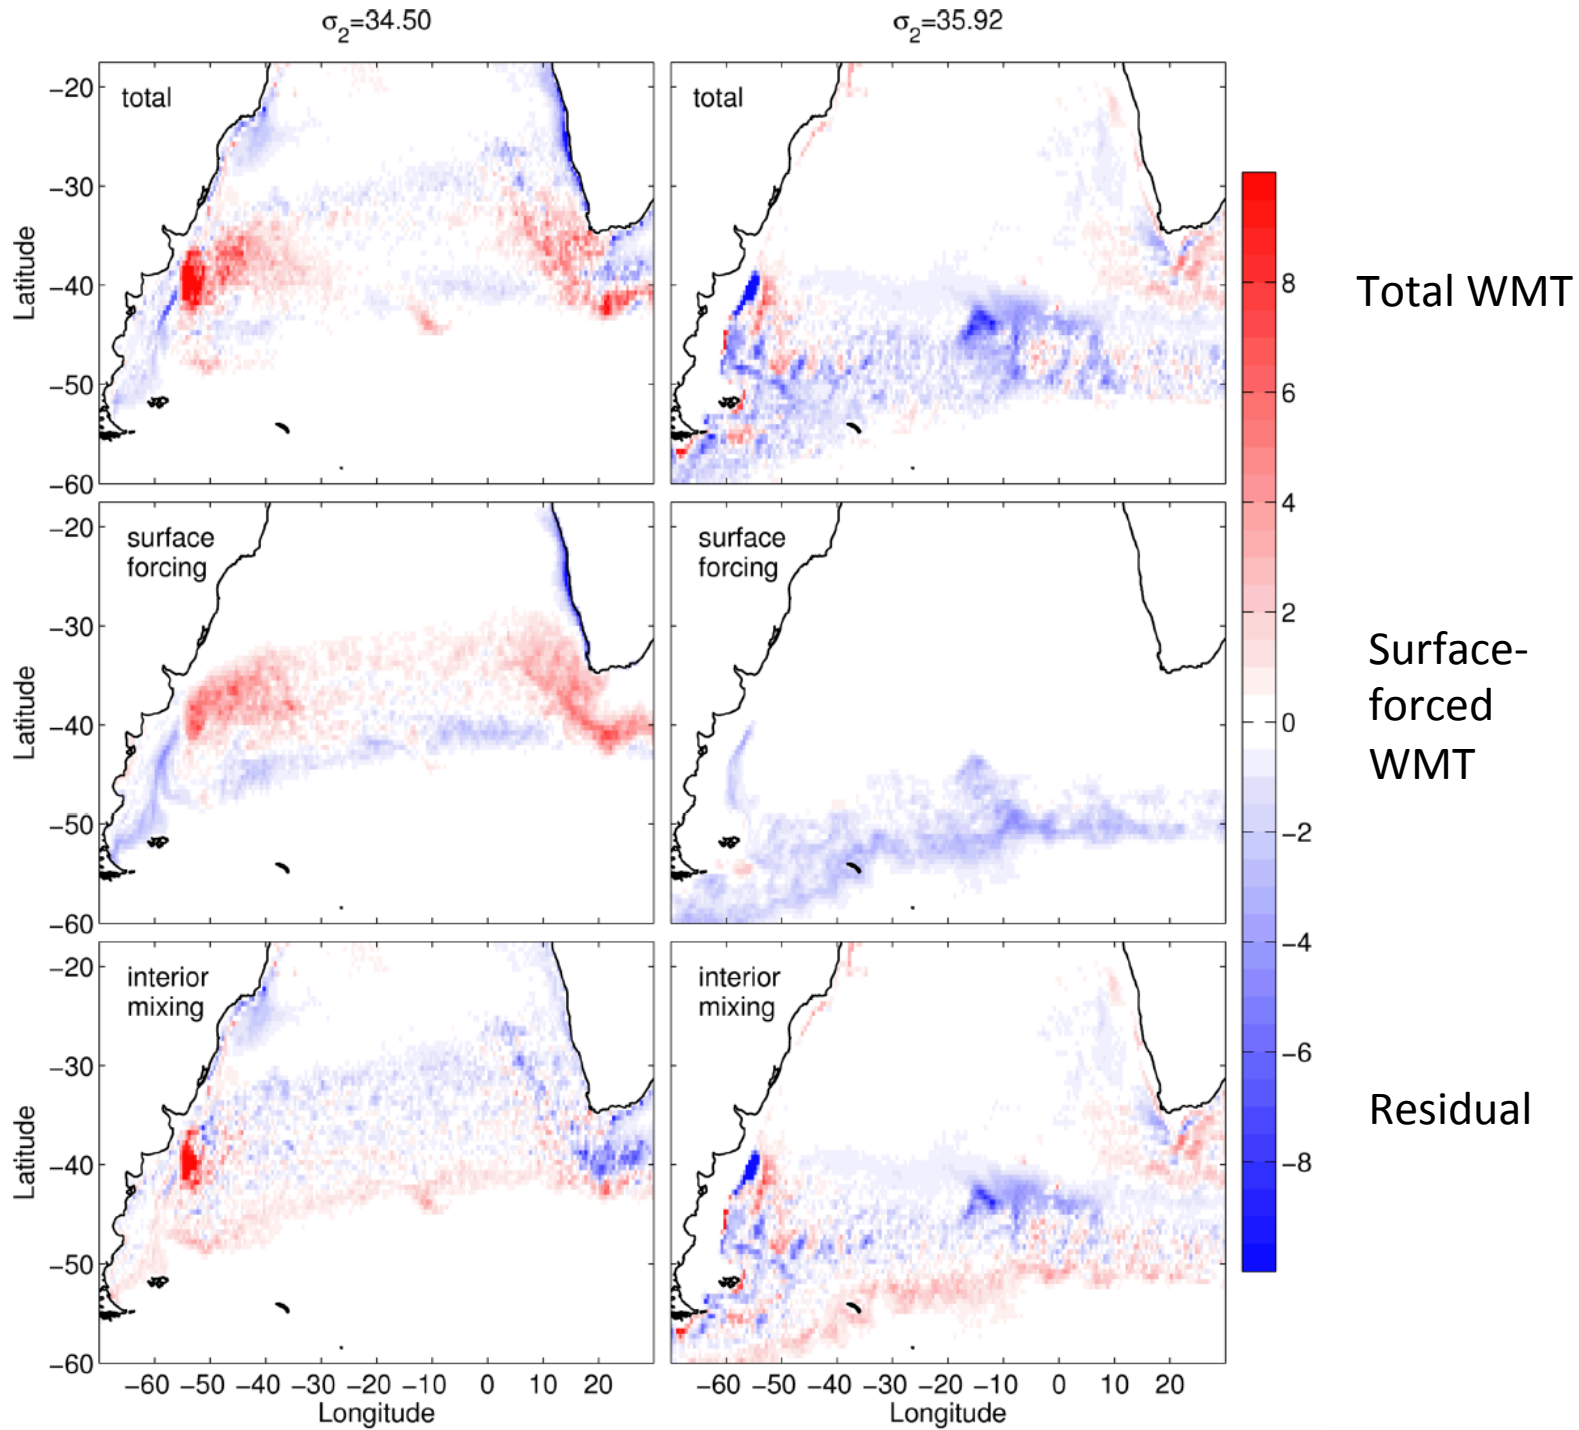 σ2=34.50
σ2=35.92
total
total
−20
−30
−40
−50
−60
Latitude
8
6
4
2
0
−2
−4
−6
−8
Total WMT
surface
forcing
surface
forcing
−20
−30
−40
−50
−60
Latitude
Surface-
forced
WMT
interior
mixing
interior
mixing
−20
−30
−40
−50
−60
Latitude
Residual
−60 −50 −40 −30 −20 −10 0 10 20
−60 −50 −40 −30 −20 −10 0 10 20
Longitude
Longitude